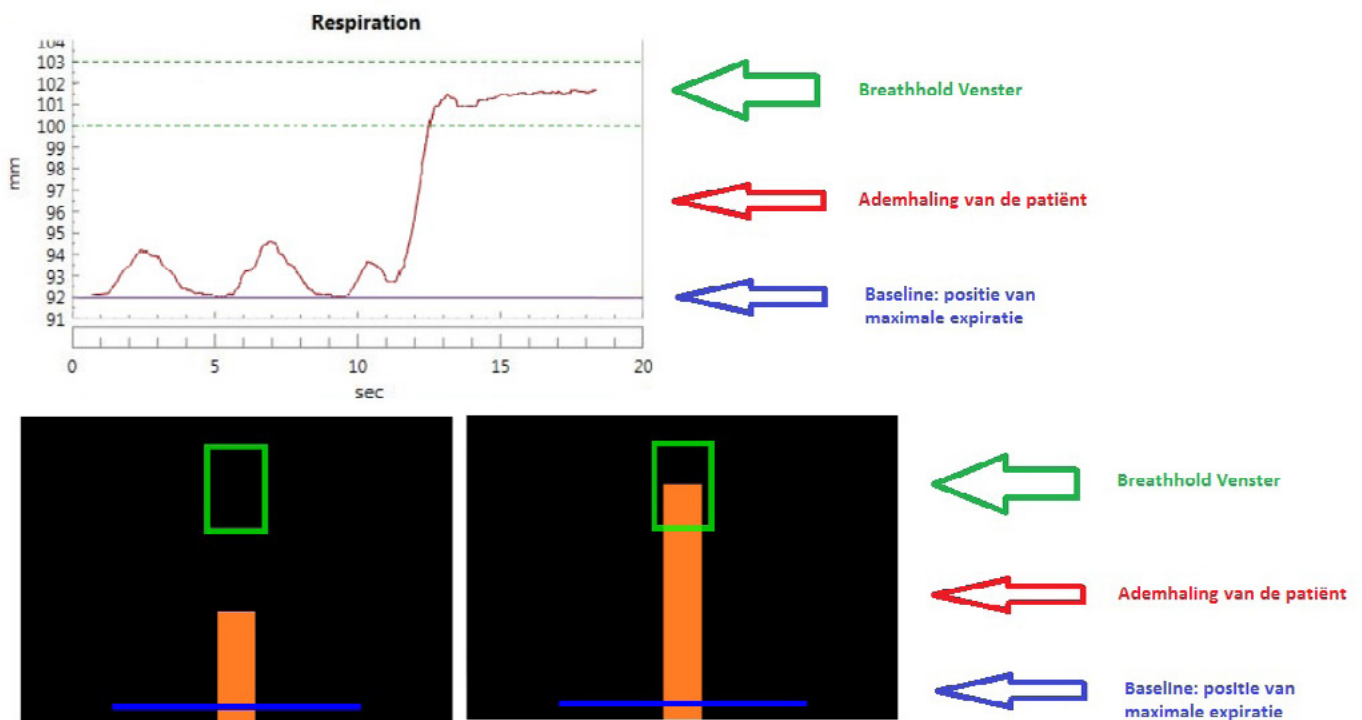 Respiration
104
103
102
101
100
99
98
97
96
95
94
93
92
91
mm
0 5 10 15 20
sec
Breathhold Venster
Ademhaling van de patiënt
Baseline: positie van
maximale expiratie
Breathhold Venster
Ademhaling van de patiënt
Baseline: positie van
maximale expiratie